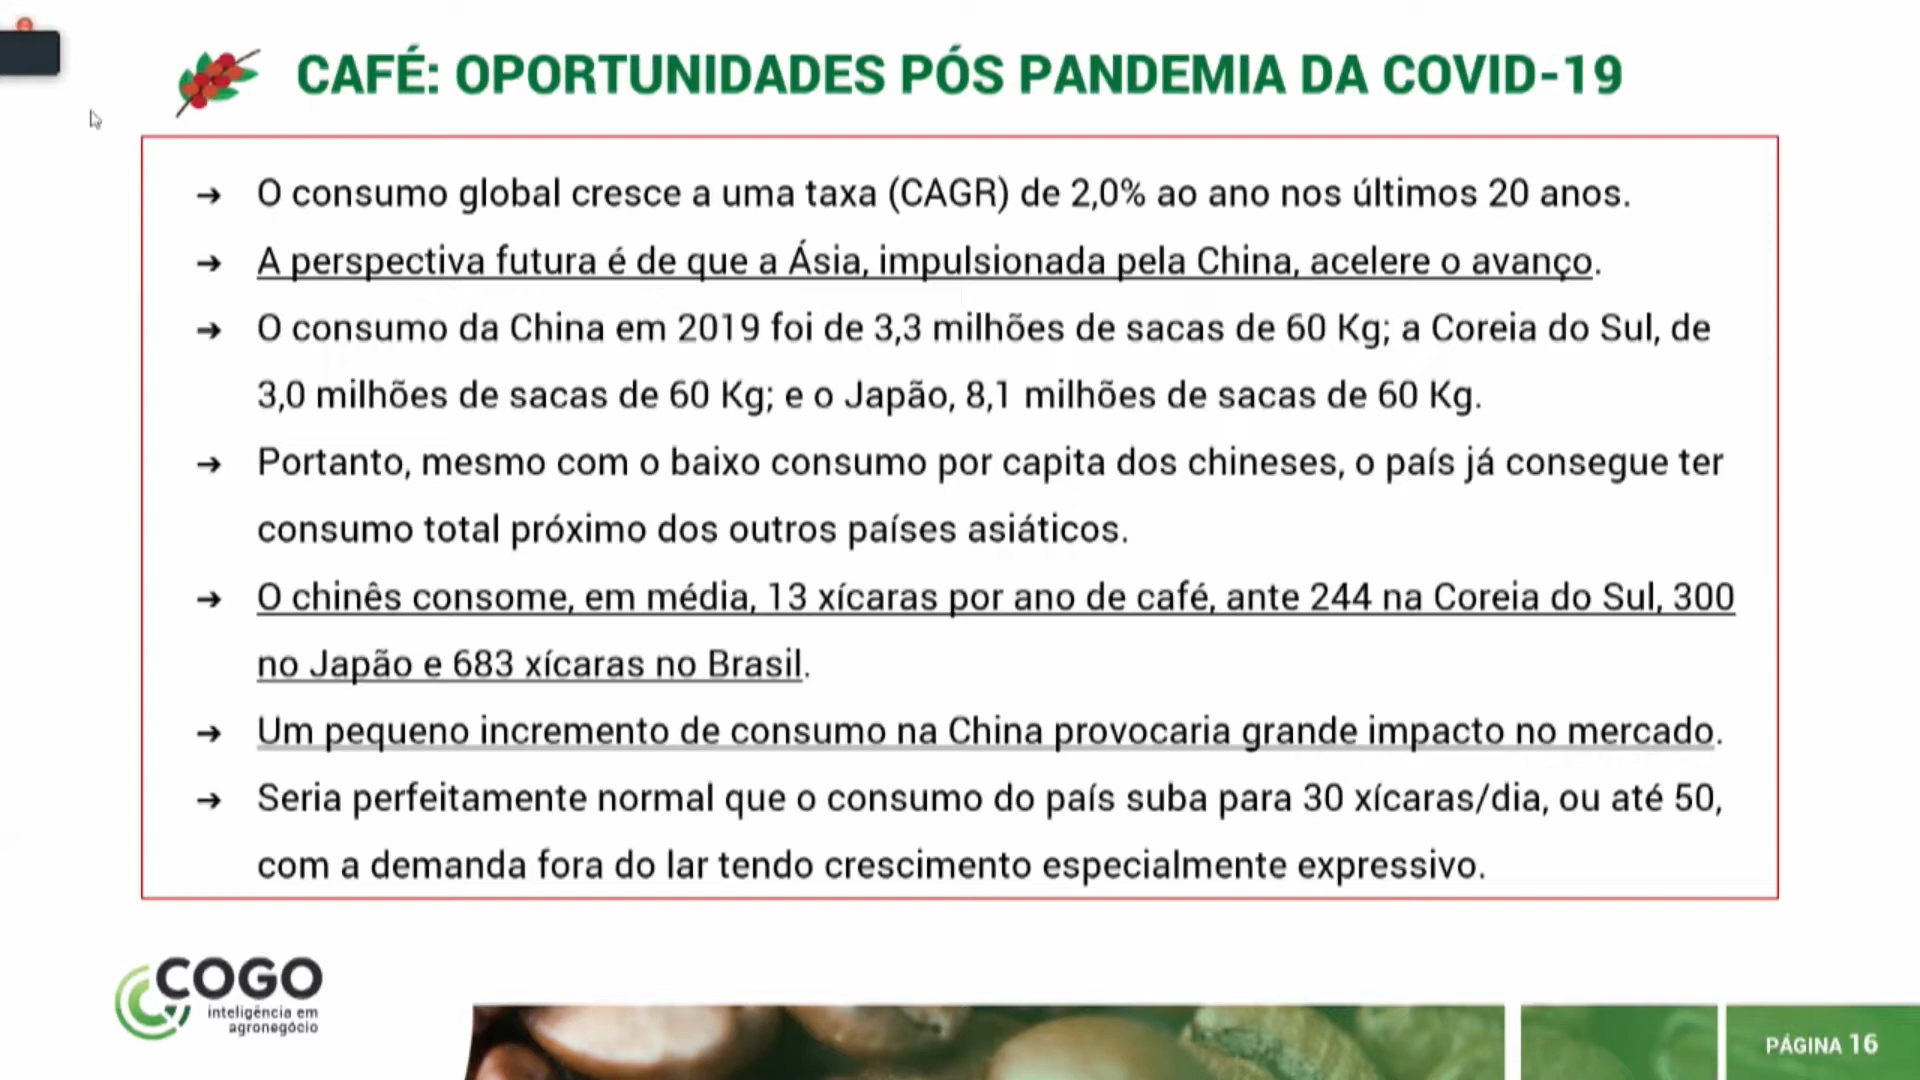 CAFÉ: OPORTUNIDADES PÓS PANDEMIA DA COVID-19
➔ O consumo global cresce a uma taxa (CAGR) de 2,0% ao ano nos últimos 20 anos.
➔ A perspectiva futura é de que a Ásia, impulsionada pela China, acelere o avanço.
➔ O consumo da China em 2019 foi de 3,3 milhões de sacas de 60 Kg; a Coreia do Sul, de
3,0 milhões de sacas de 60 Kg; e o Japão, 8,1 milhões de sacas de 60 Kg.
➔ Portanto, mesmo com o baixo consumo por capita dos chineses, o país já consegue ter
consumo total próximo dos outros países asiáticos.
➔ O chinês consome, em média, 13 xícaras por ano de café, ante 244 na Coreia do Sul, 300
no Japão e 683 xícaras no Brasil.
➔ Um pequeno incremento de consumo na China provocaria grande impacto no mercado.
➔ Seria perfeitamente normal que o consumo do país suba para 30 xícaras/dia, ou até 50,
com a demanda fora do lar tendo crescimento especialmente expressivo.
COGO
inteligência em
agronegócio
PÁGINA 16